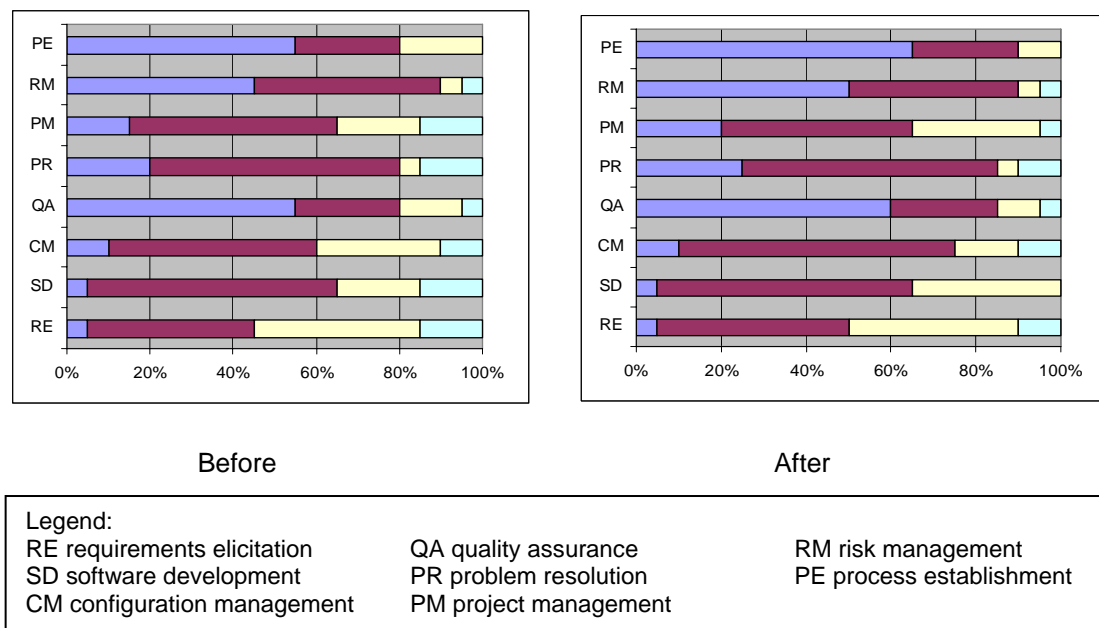 PE
RM
PM
PR
QA
CM
SD
RE
0% 20% 40% 60% 80% 100%
PE
RM
PM
PR
QA
CM
SD
RE
0% 20% 40% 60% 80% 100%
Before After
Legend:
RE requirements elicitation QA quality assurance RM risk management
SD software development PR problem resolution PE process establishment
CM configuration management PM project management